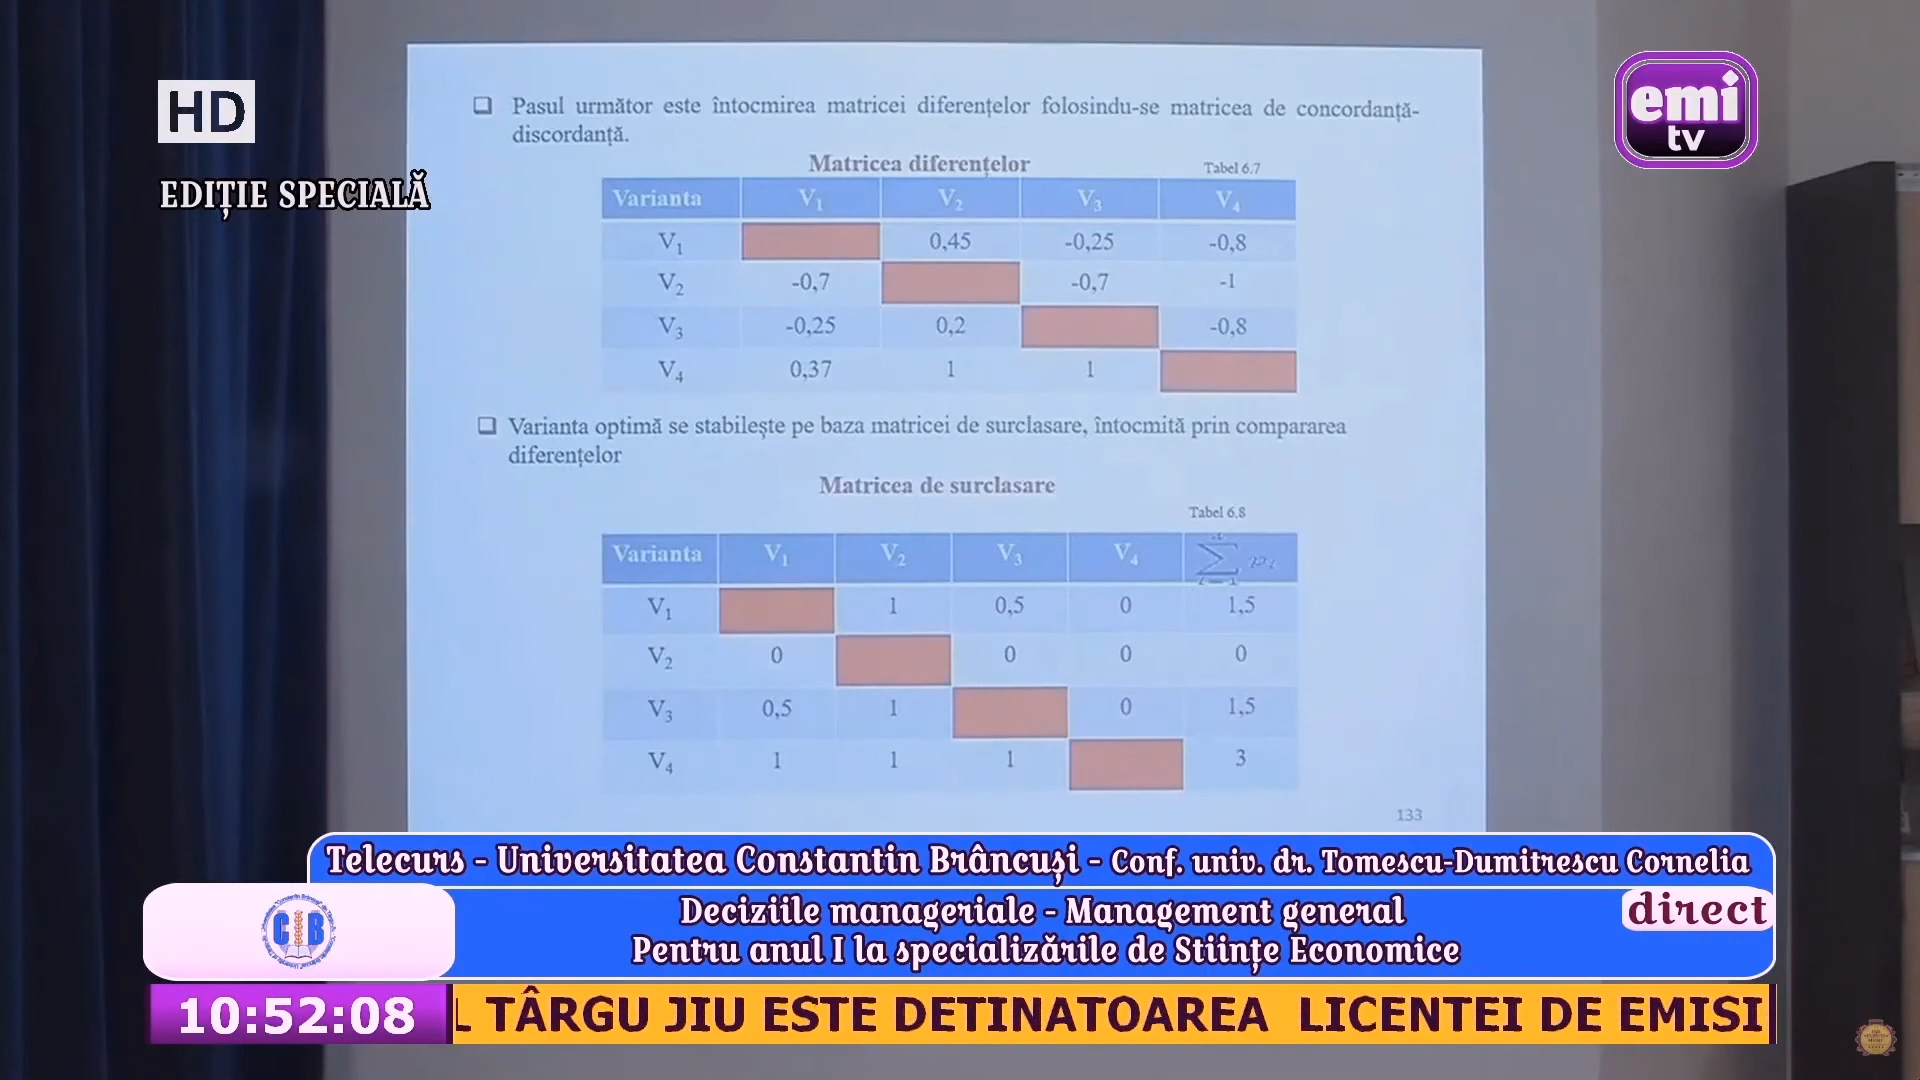 HD
EDIȚIE SPECIALĂ
emi
tv
❑ Pasul următor este întocmirea matricei diferențelor folosindu-se matricea de concordanță-
discordanță.
Matricea diferențelor
Tabel 6.7
Varianta V₁ V₂ V₃ V₄
V₁ 0,45 -0,25 -0,8
V₂ -0,7 -0,7 -1
V₃ -0,25 0,2 -0,8
V₄ 0,37 1 1
❑ Varianta optimă se stabilește pe baza matricei de surclasare, întocmită prin compararea
diferențelor
Matricea de surclasare
Tabel 6.8
Varianta V₁ V₂ V₃ V₄ ∑
V₁ 1 0,5 0 1,5
V₂ 0 0 0 0
V₃ 0,5 1 0 1,5
V₄ 1 1 1 3
133
Telecurs - Universitatea Constantin Brâncuși - Conf. univ. dr. Tomescu-Dumitrescu Cornelia
Deciziile manageriale - Management general
direct
Pentru anul I la specializările de Stiințe Economice
CIB
10:52:08
L TÂRGU JIU ESTE DETINATOAREA LICENTEI DE EMISI